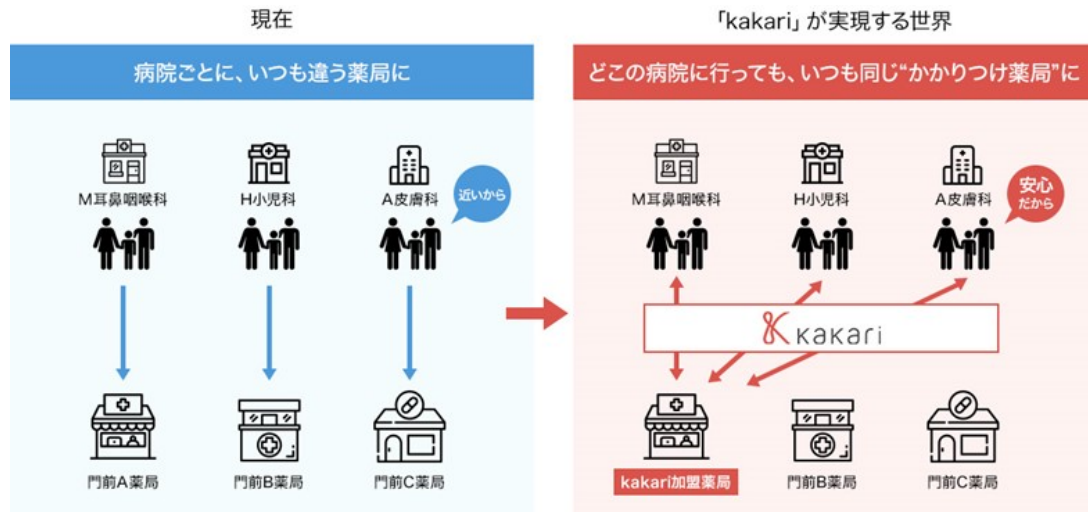 現在
病院ごとに、いつも違う薬局に
M耳鼻咽喉科
H小児科
A皮膚科
近いから
門前A薬局
門前B薬局
門前C薬局
「kakari」が実現する世界
どこの病院に行っても、いつも同じ“かかりつけ薬局”に
M耳鼻咽喉科
H小児科
A皮膚科
安心
だから
kakari
kakari加盟薬局
門前B薬局
門前C薬局